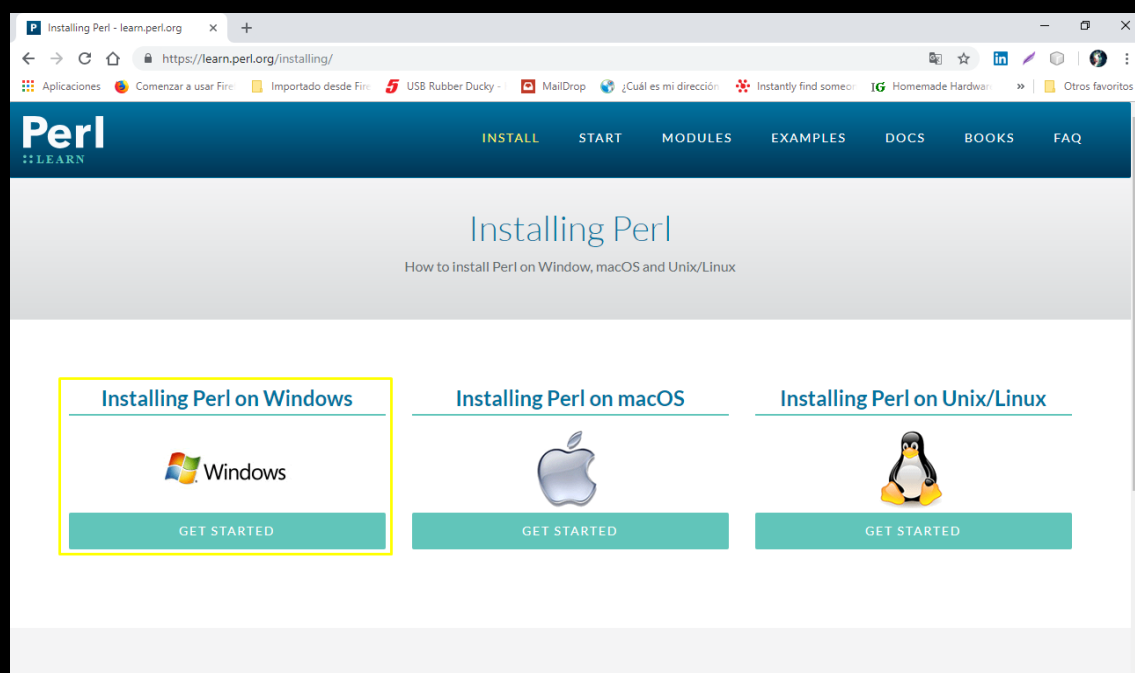 P Installing Perl - learn.perl.org
https://learn.perl.org/installing/
Aplicaciones Comenzar a usar Fire Importado desde Fire USB Rubber Ducky - MailDrop ¿Cuál es mi dirección Instantly find someon IG Homemade Hardwar » Otros favoritos
Perl
::LEARN
INSTALL START MODULES EXAMPLES DOCS BOOKS FAQ
Installing Perl
How to install Perl on Window, macOS and Unix/Linux
Installing Perl on Windows
Installing Perl on macOS
Installing Perl on Unix/Linux
Windows
GET STARTED
GET STARTED
GET STARTED